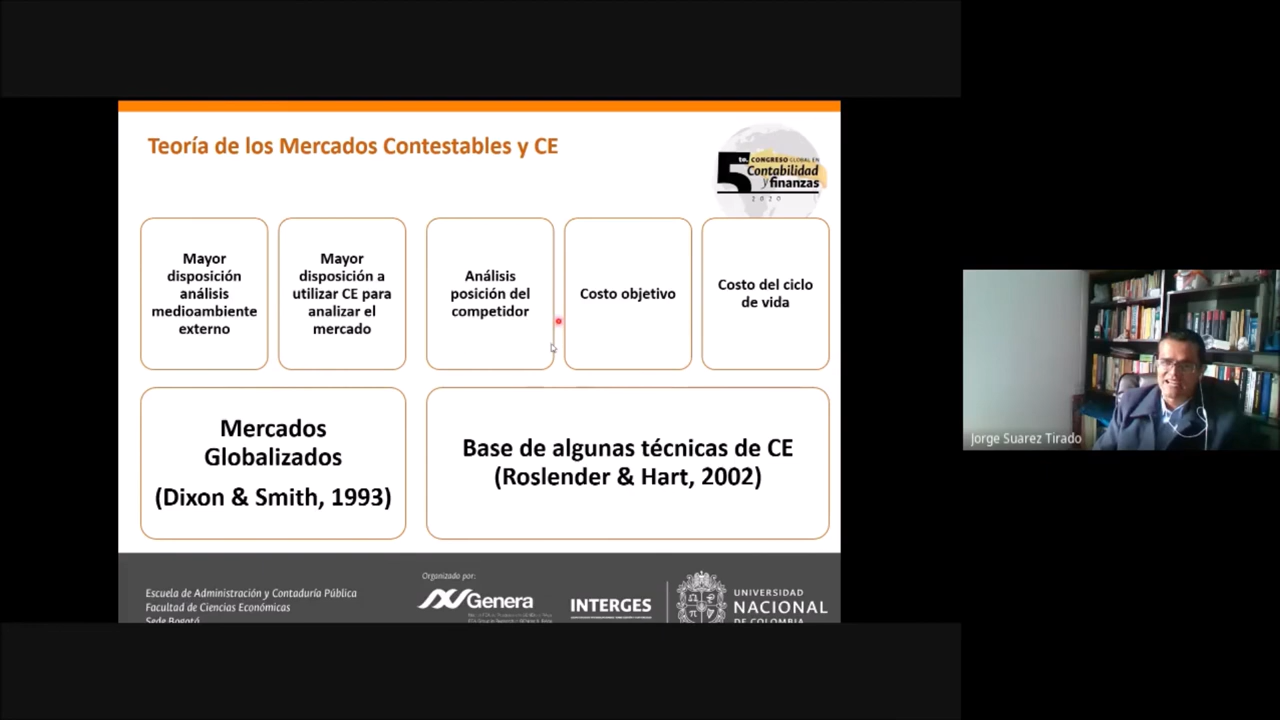 Teoría de los Mercados Contestables y CE
5to. CONGRESO GLOBAL EN
Contabilidad
y finanzas
2020
Mayor
disposición
análisis
medioambiente
externo
Mayor
disposición a
utilizar CE para
analizar el
mercado
Análisis
posición del
competidor
Costo objetivo
Costo del ciclo
de vida
Mercados
Globalizados
(Dixon & Smith, 1993)
Base de algunas técnicas de CE
(Roslender & Hart, 2002)
Jorge Suarez Tirado
Escuela de Administración y Contaduría Pública
Facultad de Ciencias Económicas
Sede Bogotá
Organizado por:
Genera
INTERGES
UNIVERSIDAD
NACIONAL
DE COLOMBIA